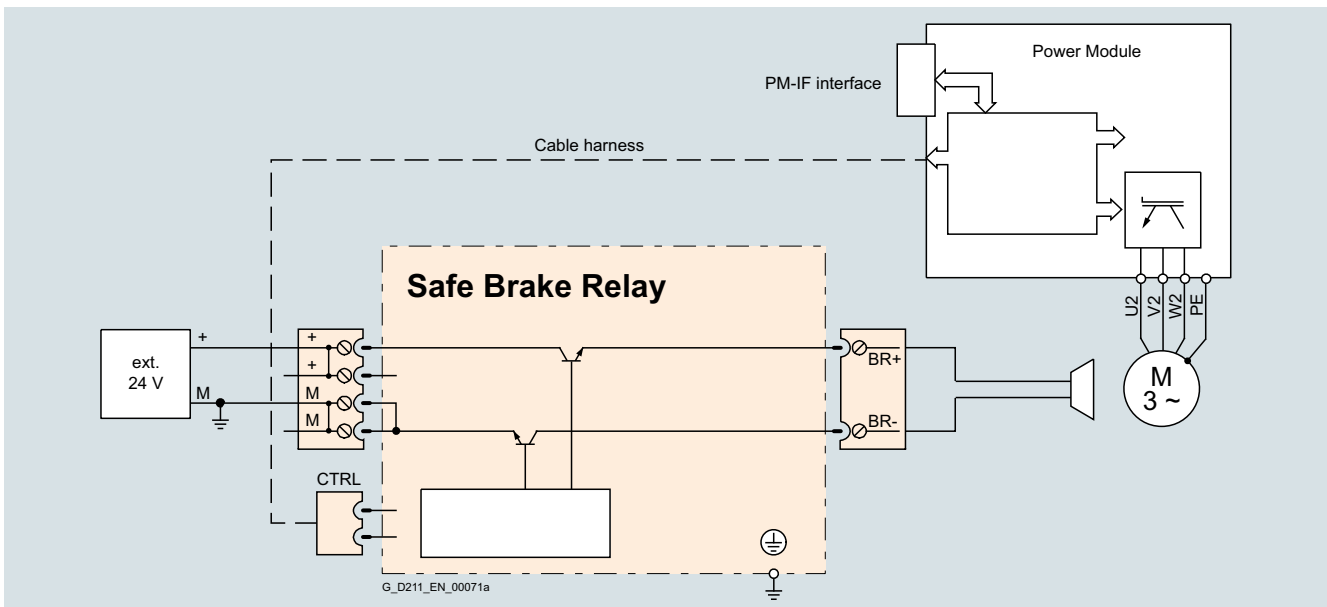 Power Module
PM-IF interface
Cable harness
Safe Brake Relay
U2
V2
W2
PE
ext.
24 V
+
M
+
+
M
M
BR+
BR-
M
3 ~
CTRL
G_D211_EN_00071a